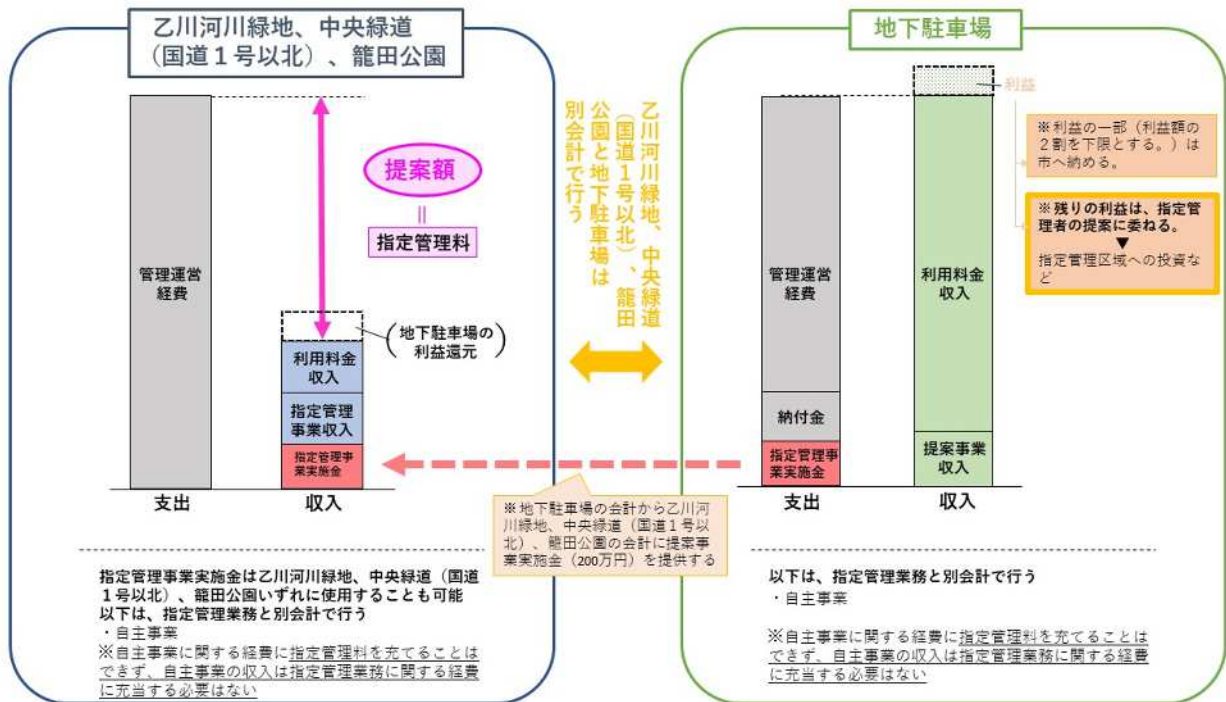 乙川河川緑地、中央緑道
（国道１号以北）、籠田公園
提案額
＝
指定管理料
管理運営
経費
（地下駐車場の
利益還元）
利用料金
収入
指定管理
事業収入
指定管理事
業実施金
支出
収入
指定管理事業実施金は乙川河川緑地、中央緑道（国道
１号以北）、籠田公園いずれに使用することも可能
以下は、指定管理業務と別会計で行う
・自主事業
※自主事業に関する経費に指定管理料を充てることは
できず、自主事業の収入は指定管理業務に関する経費
に充当する必要はない
乙川河川緑地、中央緑道
（国道１号以北）、籠田
公園と地下駐車場は
別会計で行う
※地下駐車場の会計から乙川河
川緑地、中央緑道（国道１号以
北）、籠田公園の会計に提案事
業実施金（200万円）を提供する
地下駐車場
利益
※利益の一部（利益額の
２割を下限とする。）は
市へ納める。
※残りの利益は、指定管
理者の提案に委ねる。
▼
指定管理区域への投資な
ど
管理運営
経費
納付金
指定管理事
業実施金
利用料金
収入
提案事業
収入
支出
収入
以下は、指定管理業務と別会計で行う
・自主事業
※自主事業に関する経費に指定管理料を充てることは
できず、自主事業の収入は指定管理業務に関する経費
に充当する必要はない